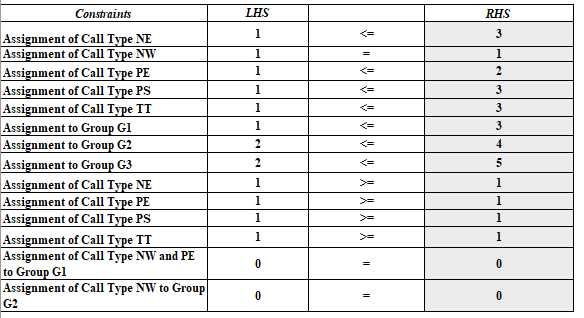 Constraints LHS RHS
Assignment of Call Type NE 1 <= 3
Assignment of Call Type NW 1 = 1
Assignment of Call Type PE 1 <= 2
Assignment of Call Type PS 1 <= 3
Assignment of Call Type TT 1 <= 3
Assignment to Group G1 1 <= 3
Assignment to Group G2 2 <= 4
Assignment to Group G3 2 <= 5
Assignment of Call Type NE 1 >= 1
Assignment of Call Type PE 1 >= 1
Assignment of Call Type PS 1 >= 1
Assignment of Call Type TT 1 >= 1
Assignment of Call Type NW and PE
to Group G1 0 = 0
Assignment of Call Type NW to Group
G2 0 = 0